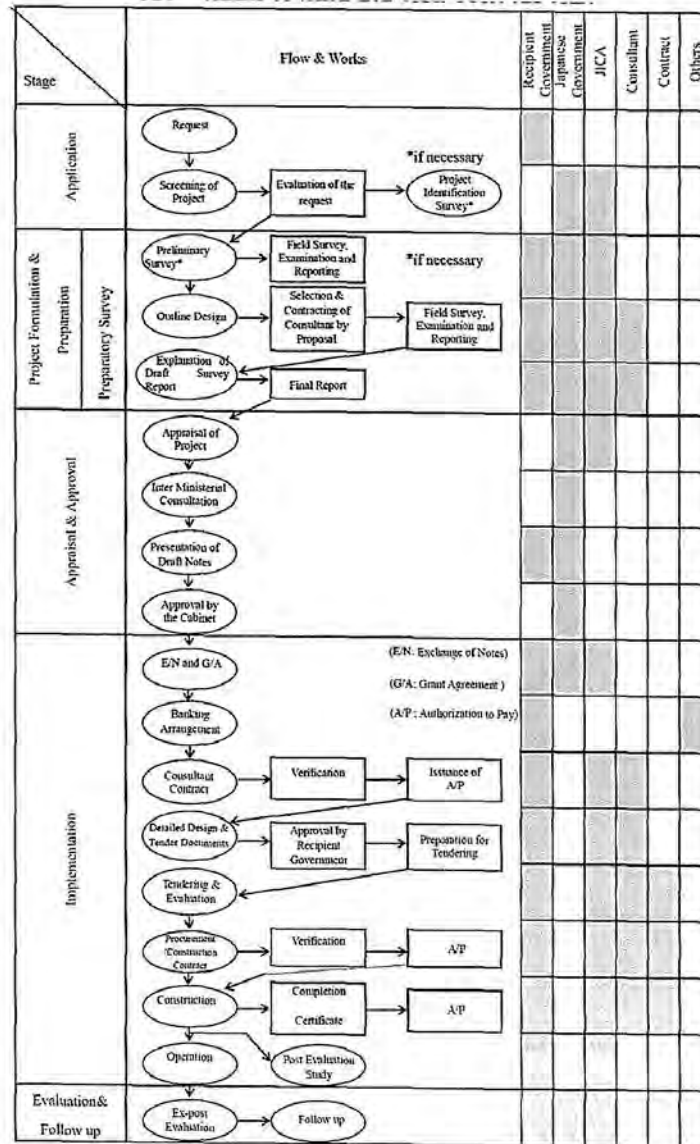 Stage
Flow & Works
Recipient
Government
Japanese
Government
JICA
Consultant
Contract
Others
Application
Request
*if necessary
Screening of
Project
Evaluation of the
request
Project
Identification
Survey*
Project Formulation &
Preparation
Preparatory Survey
Preliminary
Survey*
Field Survey,
Examination and
Reporting
*if necessary
Outline Design
Selection &
Contracting of
Consultant by
Proposal
Field Survey,
Examination and
Reporting
Explanation of
Draft Survey
Report
Final Report
Appraisal & Approval
Appraisal of
Project
Inter Ministerial
Consultation
Presentation of
Draft Notes
Approval by
the Cabinet
Implementation
E/N and G/A
(E/N: Exchange of Notes)
(G/A: Grant Agreement )
(A/P : Authorization to Pay)
Banking
Arrangement
Consultant
Contract
Verification
Issuance of
A/P
Detailed Design &
Tender Documents
Approval by
Recipient
Government
Preparation for
Tendering
Tendering &
Evaluation
Procurement
/Construction
Contract
Verification
A/P
Construction
Completion
Certificate
A/P
Operation
Post Evaluation
Study
Evaluation&
Follow up
Ex-post
Evaluation
Follow up